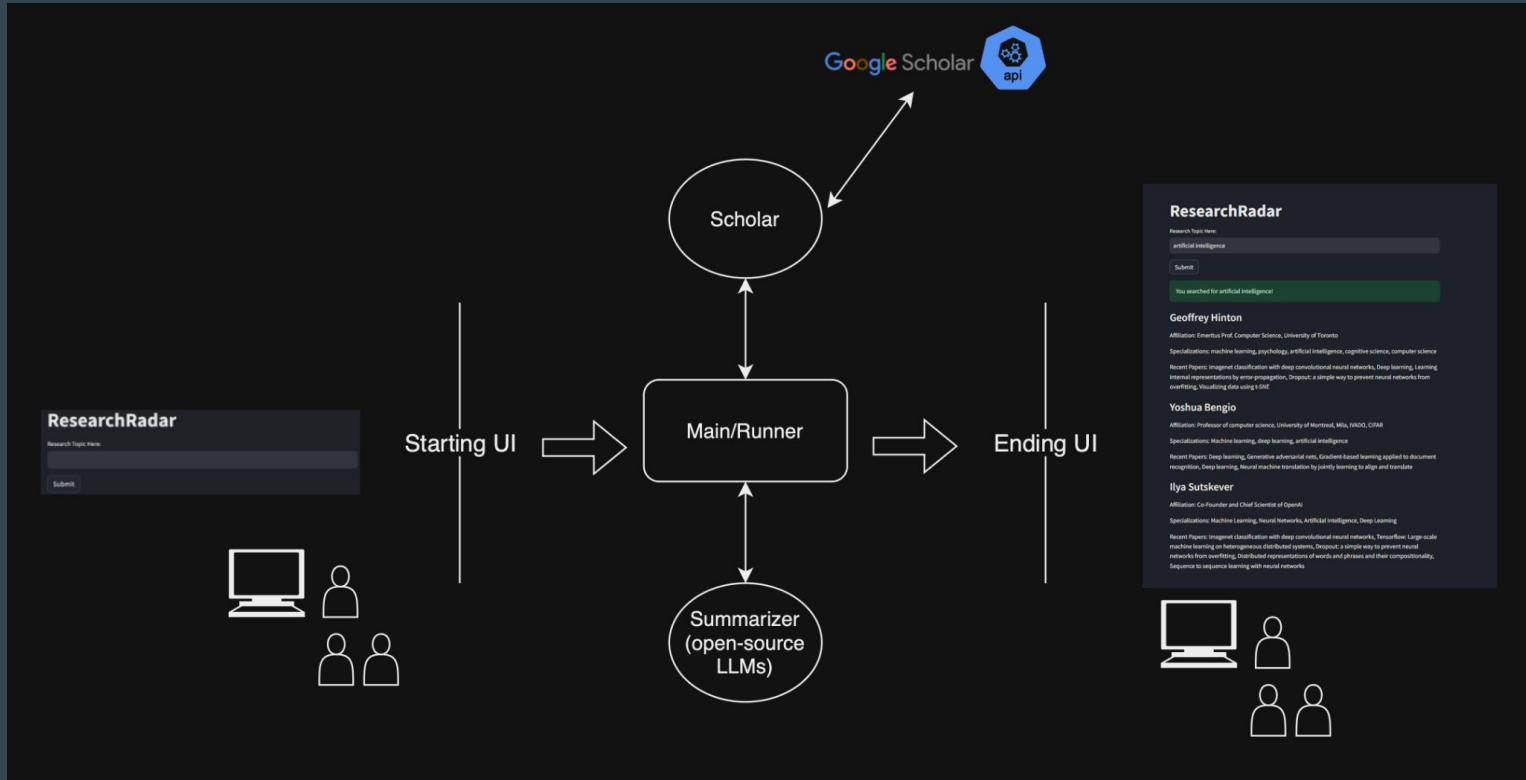 Google Scholar
api
Scholar
Main/Runner
Summarizer
(open-source
LLMs)
Starting UI
Ending UI
ResearchRadar
Research Topic Here:
Submit
ResearchRadar
Research Topic Here:
artificial intelligence
Submit
You searched for artificial intelligence!
Geoffrey Hinton
Affiliation: Emeritus Prof. Computer Science, University of Toronto
Specializations: machine learning, psychology, artificial intelligence, cognitive science, computer science
Recent Papers: Imagenet classification with deep convolutional neural networks, Deep learning, Learning
internal representations by error-propagation, Dropout: a simple way to prevent neural networks from
overfitting, Visualizing data using t-SNE
Yoshua Bengio
Affiliation: Professor of computer science, University of Montreal, Mila, IVADO, CIFAR
Specializations: Machine learning, deep learning, artificial intelligence
Recent Papers: Deep learning, Generative adversarial nets, Gradient-based learning applied to document
recognition, Deep learning, Neural machine translation by jointly learning to align and translate
Ilya Sutskever
Affiliation: Co-Founder and Chief Scientist of OpenAI
Specializations: Machine Learning, Neural Networks, Artificial Intelligence, Deep Learning
Recent Papers: Imagenet classification with deep convolutional neural networks, Tensorflow: Large-scale
machine learning on heterogeneous distributed systems, Dropout: a simple way to prevent neural
networks from overfitting, Distributed representations of words and phrases and their compositionality,
Sequence to sequence learning with neural networks